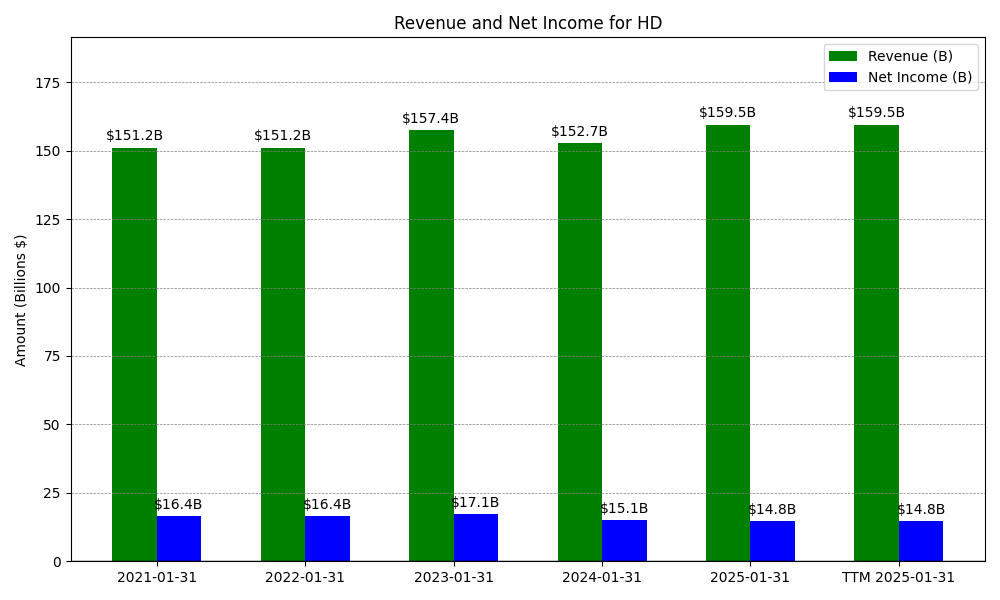 Revenue and Net Income for HD
Revenue (B)
Net Income (B)
Amount (Billions $)
175
150
125
100
75
50
25
0
$151.2B
$151.2B
$157.4B
$152.7B
$159.5B
$159.5B
$16.4B
$16.4B
$17.1B
$15.1B
$14.8B
$14.8B
2021-01-31
2022-01-31
2023-01-31
2024-01-31
2025-01-31
TTM 2025-01-31